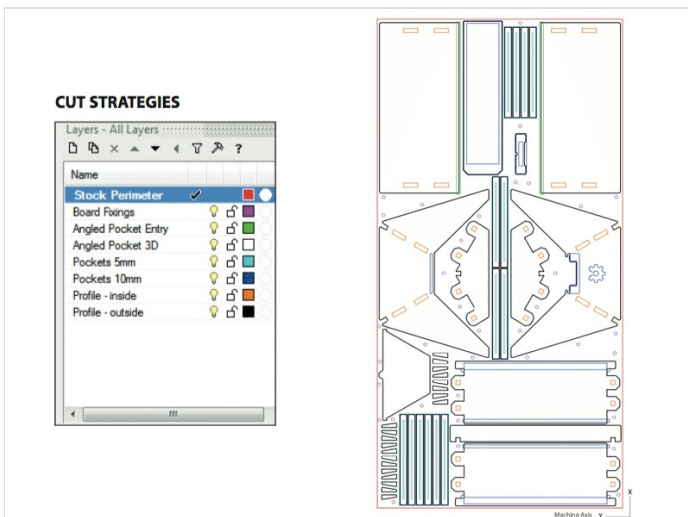 CUT STRATEGIES
Layers - All Layers
?
Name
Stock Perimeter
Board Fixings
Angled Pocket Entry
Angled Pocket 3D
Pockets 5mm
Pockets 10mm
Profile - inside
Profile - outside
X
Machine Axis Y